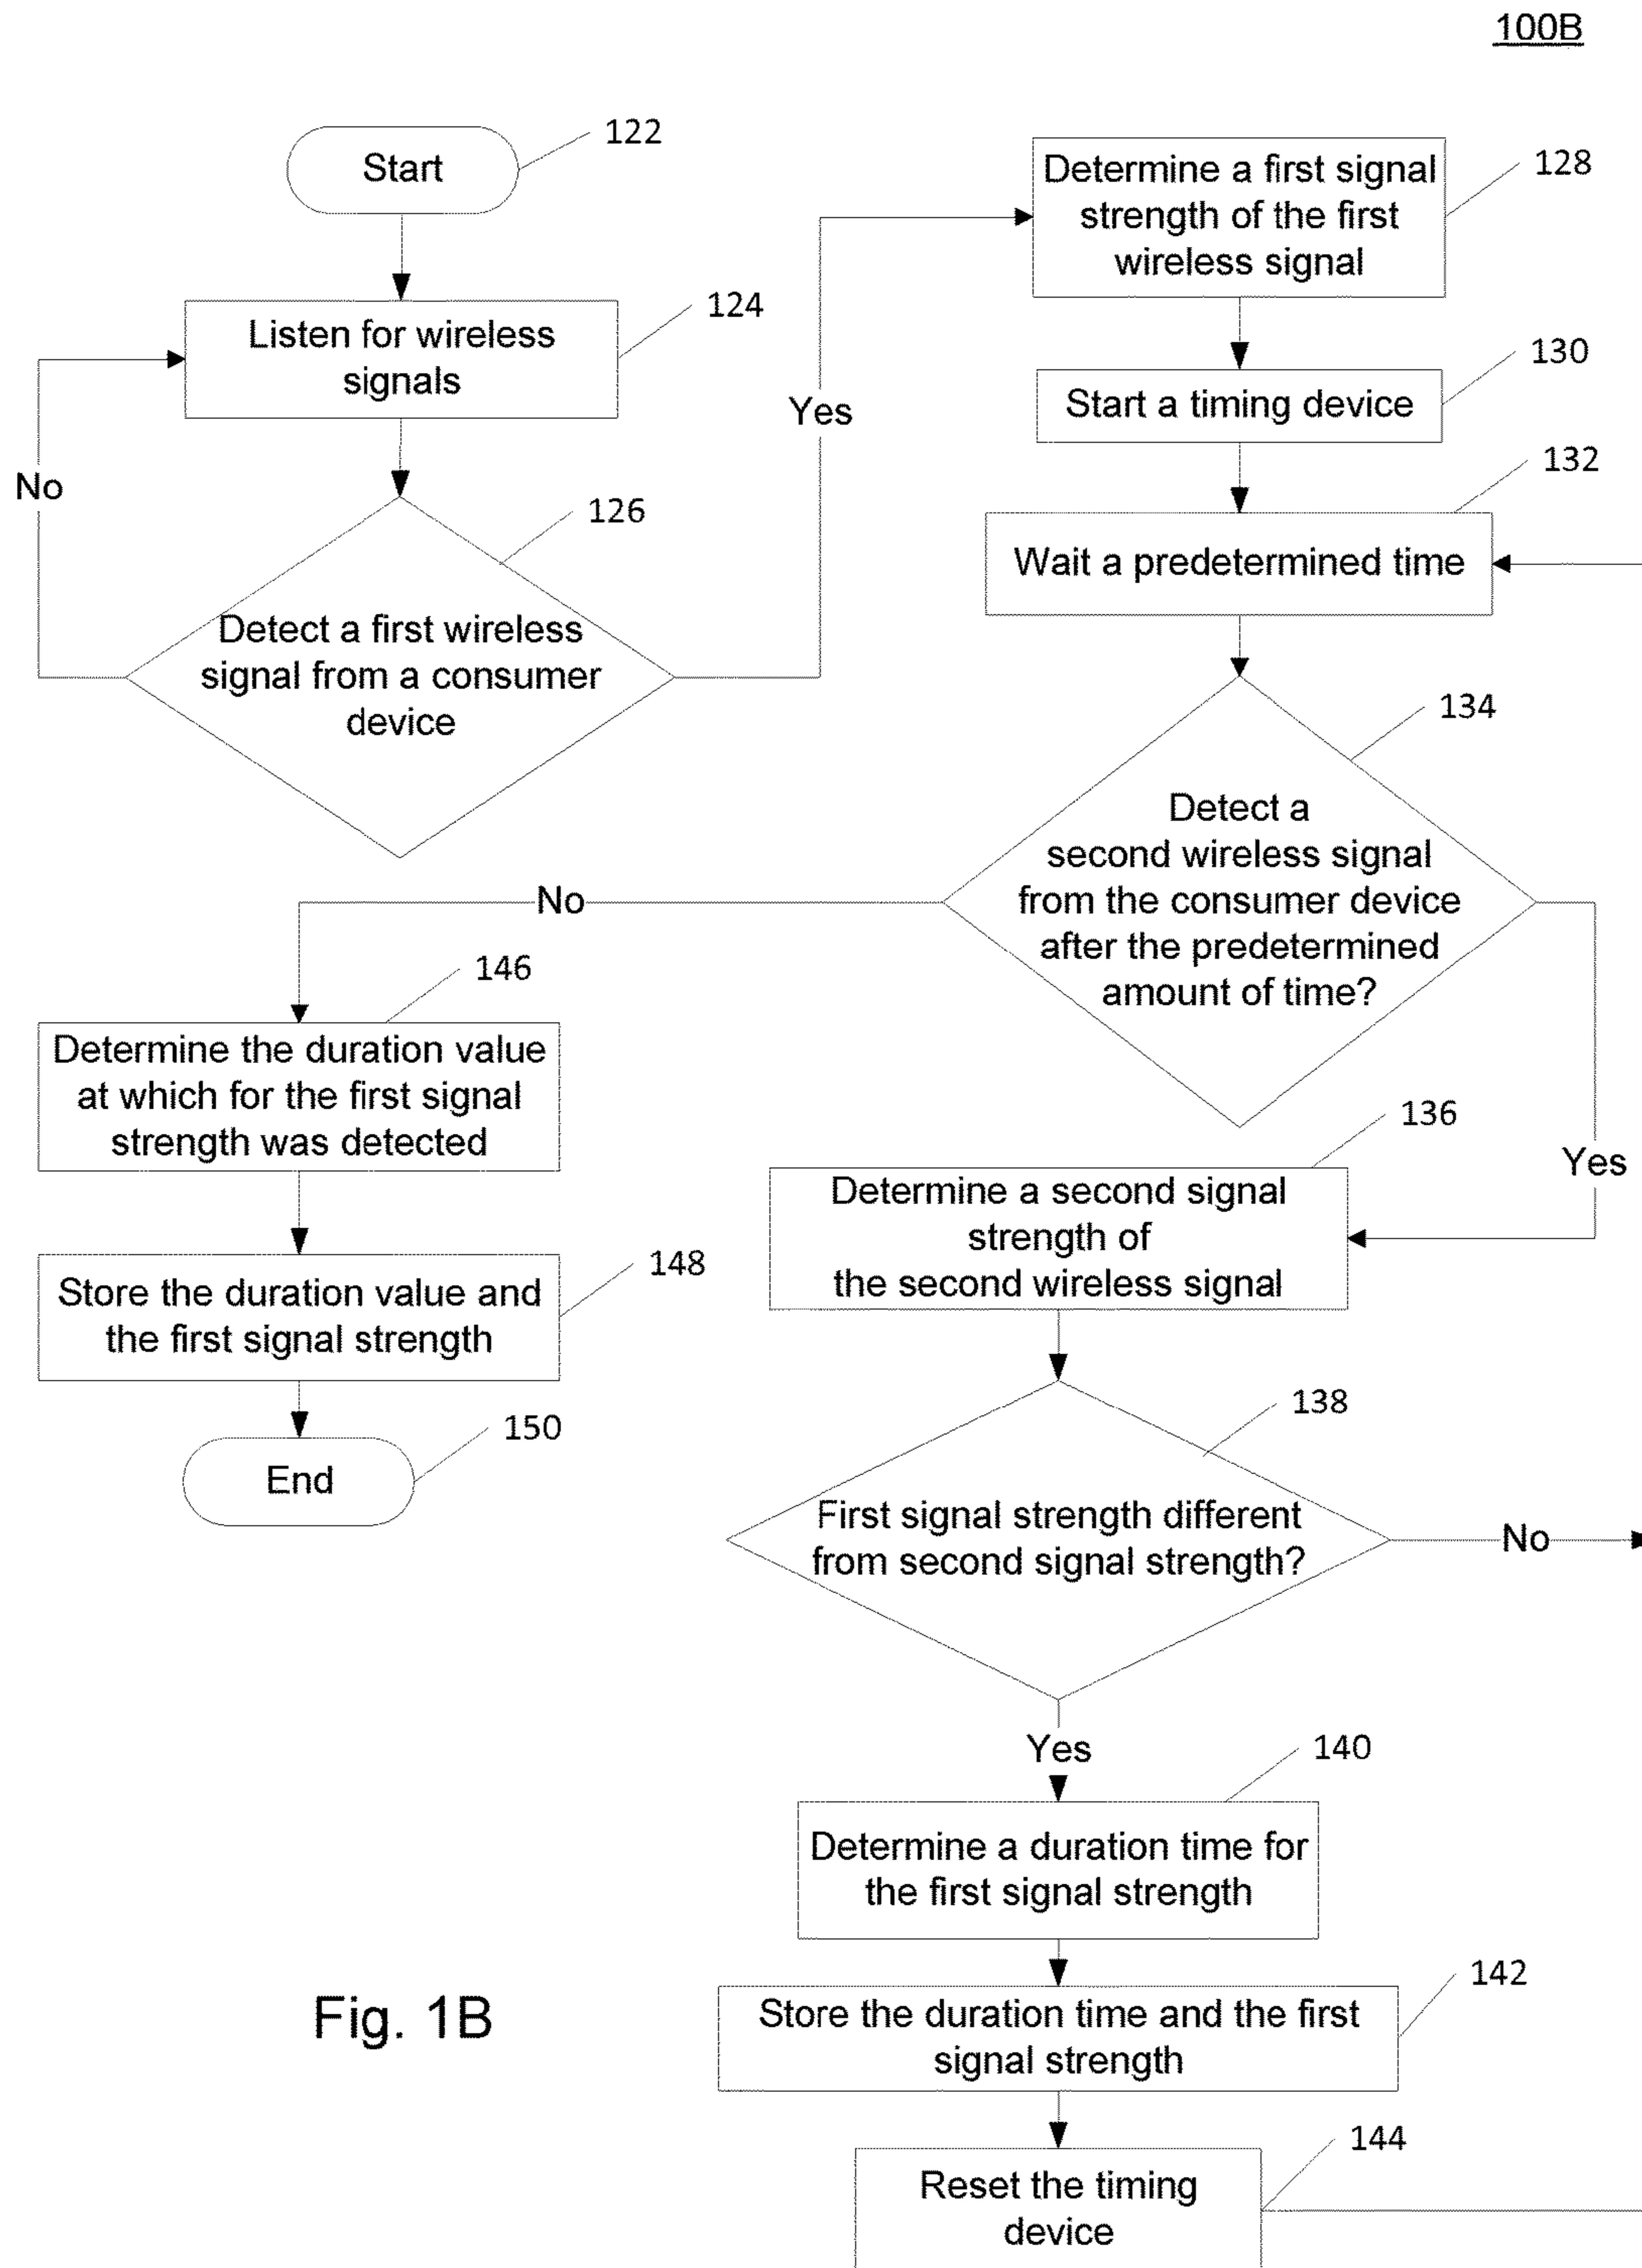 100B
Start
122
Listen for wireless
signals
124
No
Detect a first wireless
signal from a consumer
device
126
Yes
Determine a first signal
strength of the first
wireless signal
128
Start a timing device
130
Wait a predetermined time
132
Detect a
second wireless signal
from the consumer device
after the predetermined
amount of time?
134
No
Yes
Determine the duration value
at which for the first signal
strength was detected
146
Store the duration value and
the first signal strength
148
End
150
Determine a second signal
strength of
the second wireless signal
136
First signal strength different
from second signal strength?
138
No
Yes
Determine a duration time for
the first signal strength
140
Store the duration time and the first
signal strength
142
Reset the timing
device
144
Fig. 1B